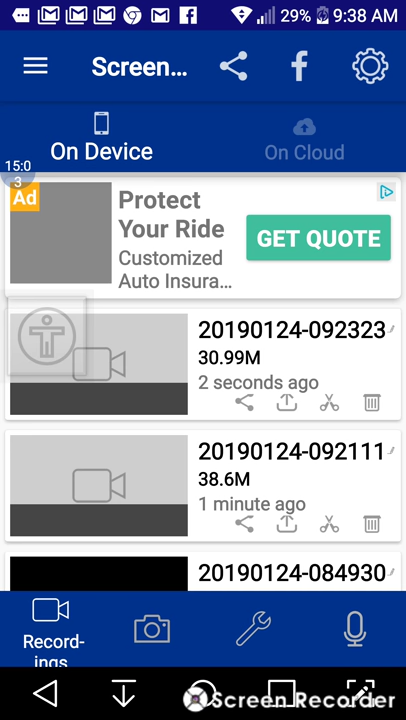 29% 9:38 AM
Screen...
On Device
On Cloud
15:0
3
Ad
Protect
Your Ride
Customized
Auto Insura...
GET QUOTE
20190124-092323
30.99M
2 seconds ago
20190124-092111
38.6M
1 minute ago
20190124-084930
Record-
ings
Screen Recorder